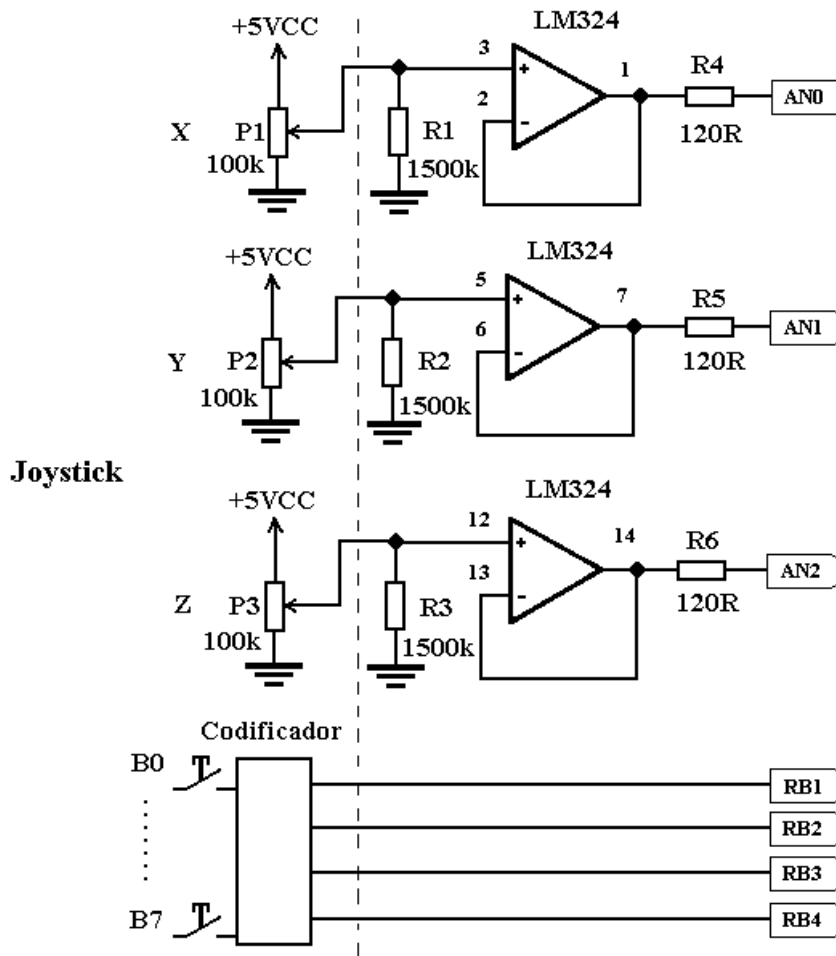 +5VCC
LM324
3
1
R4
AN0
2
X
P1
R1
120R
100k
1500k
+5VCC
LM324
5
7
R5
AN1
6
Y
P2
R2
120R
100k
1500k
Joystick
+5VCC
LM324
12
14
R6
AN2
13
Z
P3
R3
120R
100k
1500k
Codificador
B0
RB1
RB2
RB3
B7
RB4